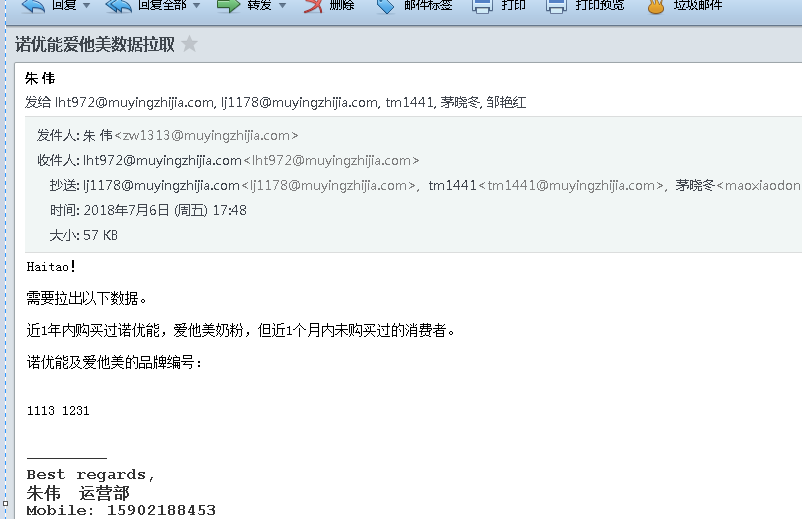 回复 回复全部 转发 删除 邮件标签 打印 打印预览 垃圾邮件
诺优能爱他美数据拉取
朱 伟
发给 lht972@muyingzhijia.com, lj1178@muyingzhijia.com, tm1441, 茅晓冬, 邹艳红
发件人: 朱 伟<zw1313@muyingzhijia.com>
收件人: lht972@muyingzhijia.com<lht972@muyingzhijia.com>
抄送: lj1178@muyingzhijia.com<lj1178@muyingzhijia.com>, tm1441<tm1441@muyingzhijia.com>, 茅晓冬<maoxiaodon
时间: 2018年7月6日 (周五) 17:48
大小: 57 KB
Haitao!
需要拉出以下数据。
近1年内购买过诺优能，爱他美奶粉，但近1个月内未购买过的消费者。
诺优能及爱他美的品牌编号：
1113 1231
Best regards,
朱伟 运营部
Mobile: 15902188453